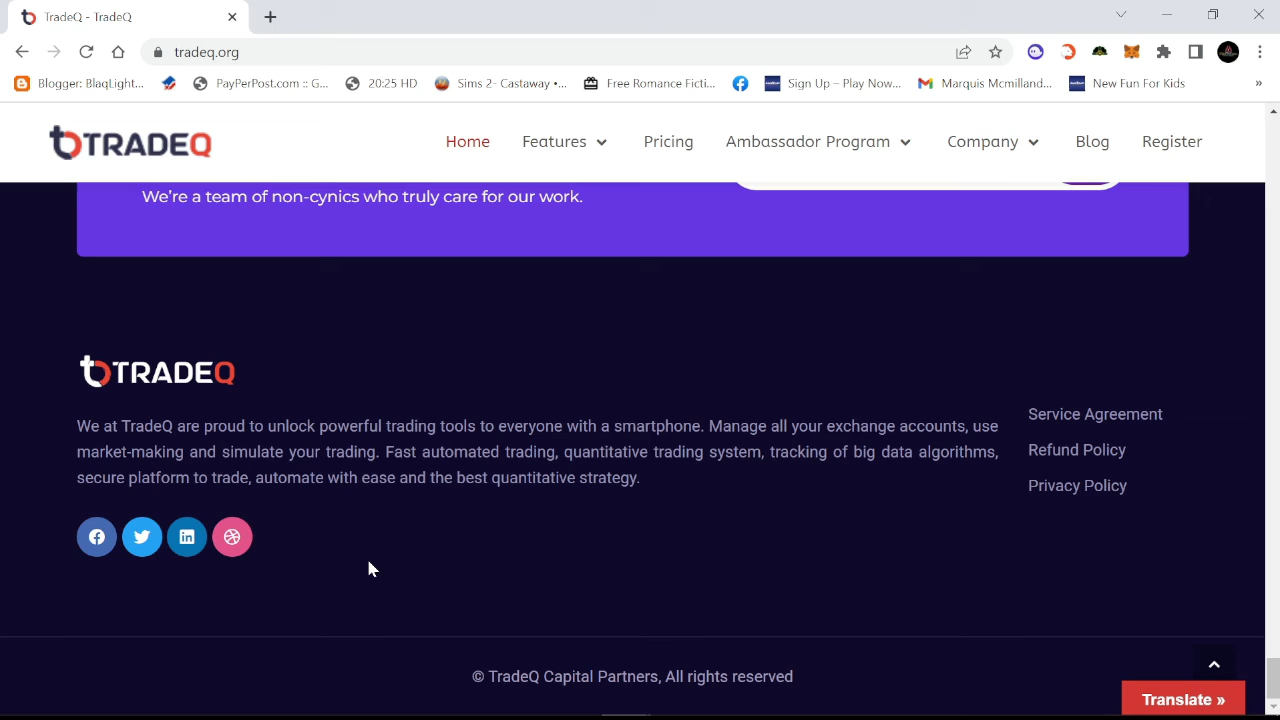 TradeQ - TradeQ
tradeq.org
Blogger: BlaqLight... PayPerPost.com :: G... 20:25 HD Sims 2- Castaway •... Free Romance Ficti... Sign Up – Play Now... Marquis Mcmilland... New Fun For Kids »
TRADEQ
Home Features Pricing Ambassador Program Company Blog Register
We’re a team of non-cynics who truly care for our work.
TRADEQ
We at TradeQ are proud to unlock powerful trading tools to everyone with a smartphone. Manage all your exchange accounts, use
market-making and simulate your trading. Fast automated trading, quantitative trading system, tracking of big data algorithms,
secure platform to trade, automate with ease and the best quantitative strategy.
Service Agreement
Refund Policy
Privacy Policy
© TradeQ Capital Partners, All rights reserved
Translate »